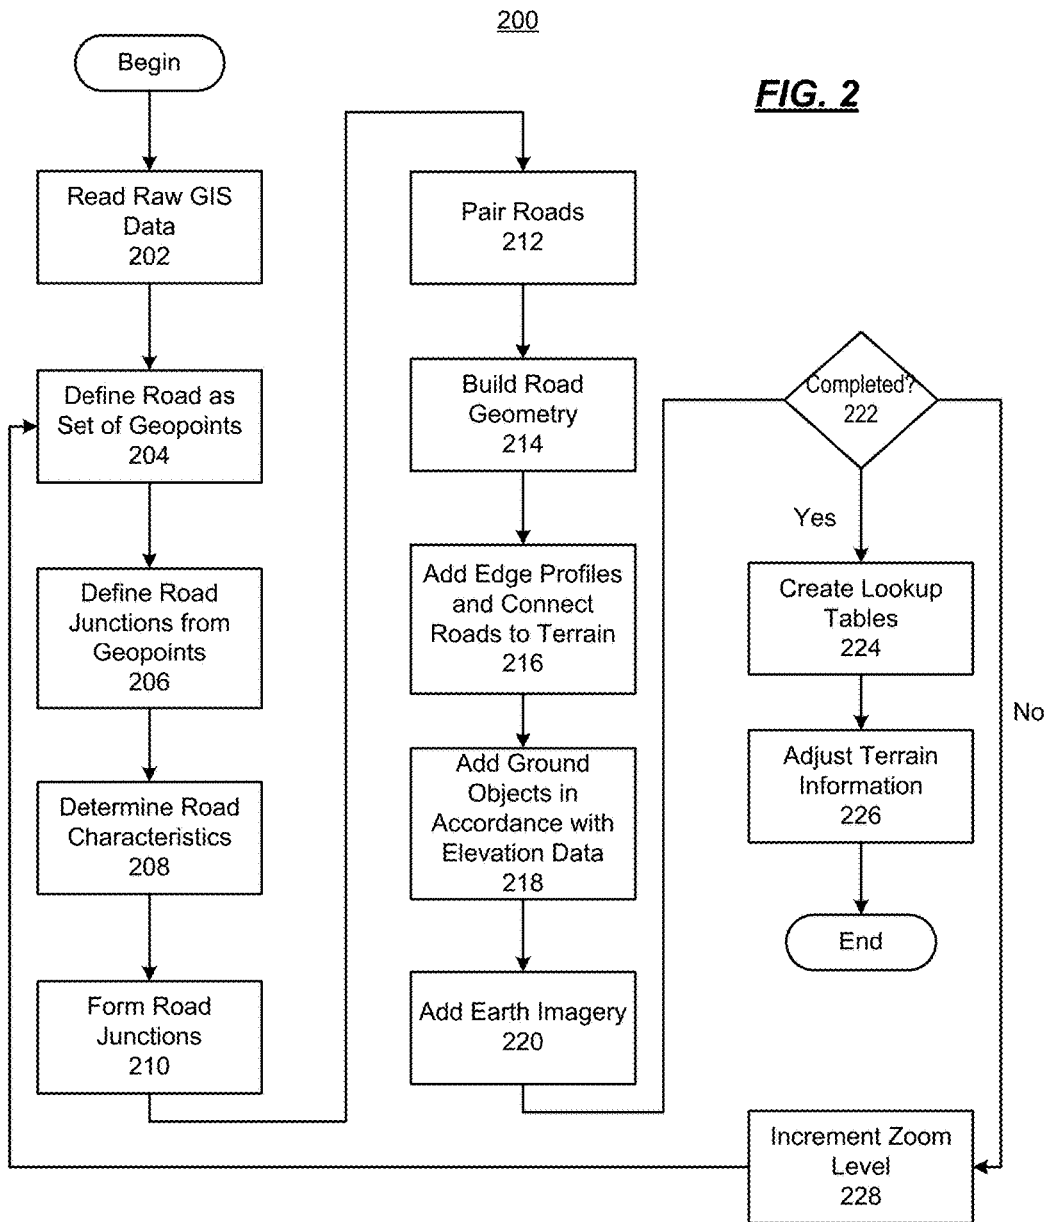 200
FIG. 2
Begin
Read Raw GIS
Data
202
Define Road as
Set of Geopoints
204
Define Road
Junctions from
Geopoints
206
Determine Road
Characteristics
208
Form Road
Junctions
210
Pair Roads
212
Build Road
Geometry
214
Add Edge Profiles
and Connect
Roads to Terrain
216
Add Ground
Objects in
Accordance with
Elevation Data
218
Add Earth Imagery
220
Completed?
222
Yes
No
Create Lookup
Tables
224
Adjust Terrain
Information
226
End
Increment Zoom
Level
228